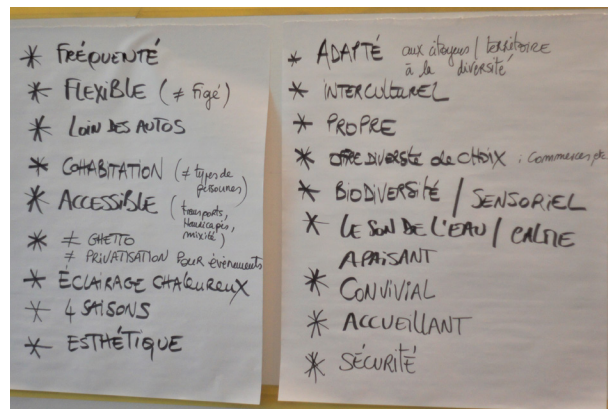 * FRÉQUENTÉ
* FLEXIBLE (≠ figé)
* LOIN DES AUTOS
* COHABITATION (≠ types de
personnes)
* ACCESSIBLE (transports,
Handicapés,
mixité)
* ≠ GHETTO
≠ PRIVATISATION POUR événements
* ÉCLAIRAGE CHALEUREUX
* 4 SAISONS
* ESTHÉTIQUE
* ADAPTÉ aux citoyens / territoire
à la diversité
* INTERCULTUREL
* PROPRE
* OFFRE DIVERSTE de CHOIX : Commerces etc.
* BIODIVERSITÉ / SENSORIEL
* LE SON DE L'EAU / CALME
APAISANT
* CONVIVIAL
* ACCUEILLANT
* SÉCURITÉ